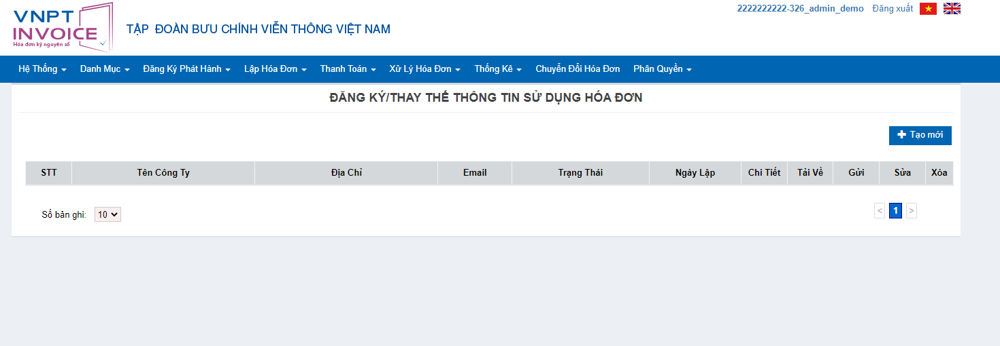 VNPT
INVOICE
Hóa đơn kỷ nguyên số
TẬP ĐOÀN BƯU CHÍNH VIỄN THÔNG VIỆT NAM
2222222222-326_admin_demo Đăng xuất
Hệ Thống Danh Mục Đăng Ký Phát Hành Lập Hóa Đơn Thanh Toán Xử Lý Hóa Đơn Thống Kê Chuyển Đổi Hóa Đơn Phân Quyền
ĐĂNG KÝ/THAY THẾ THÔNG TIN SỬ DỤNG HÓA ĐƠN
Tạo mới
STT Tên Công Ty Địa Chỉ Email Trạng Thái Ngày Lập Chi Tiết Tải Về Gửi Sửa Xóa
Số bản ghi: 10 < 1 >